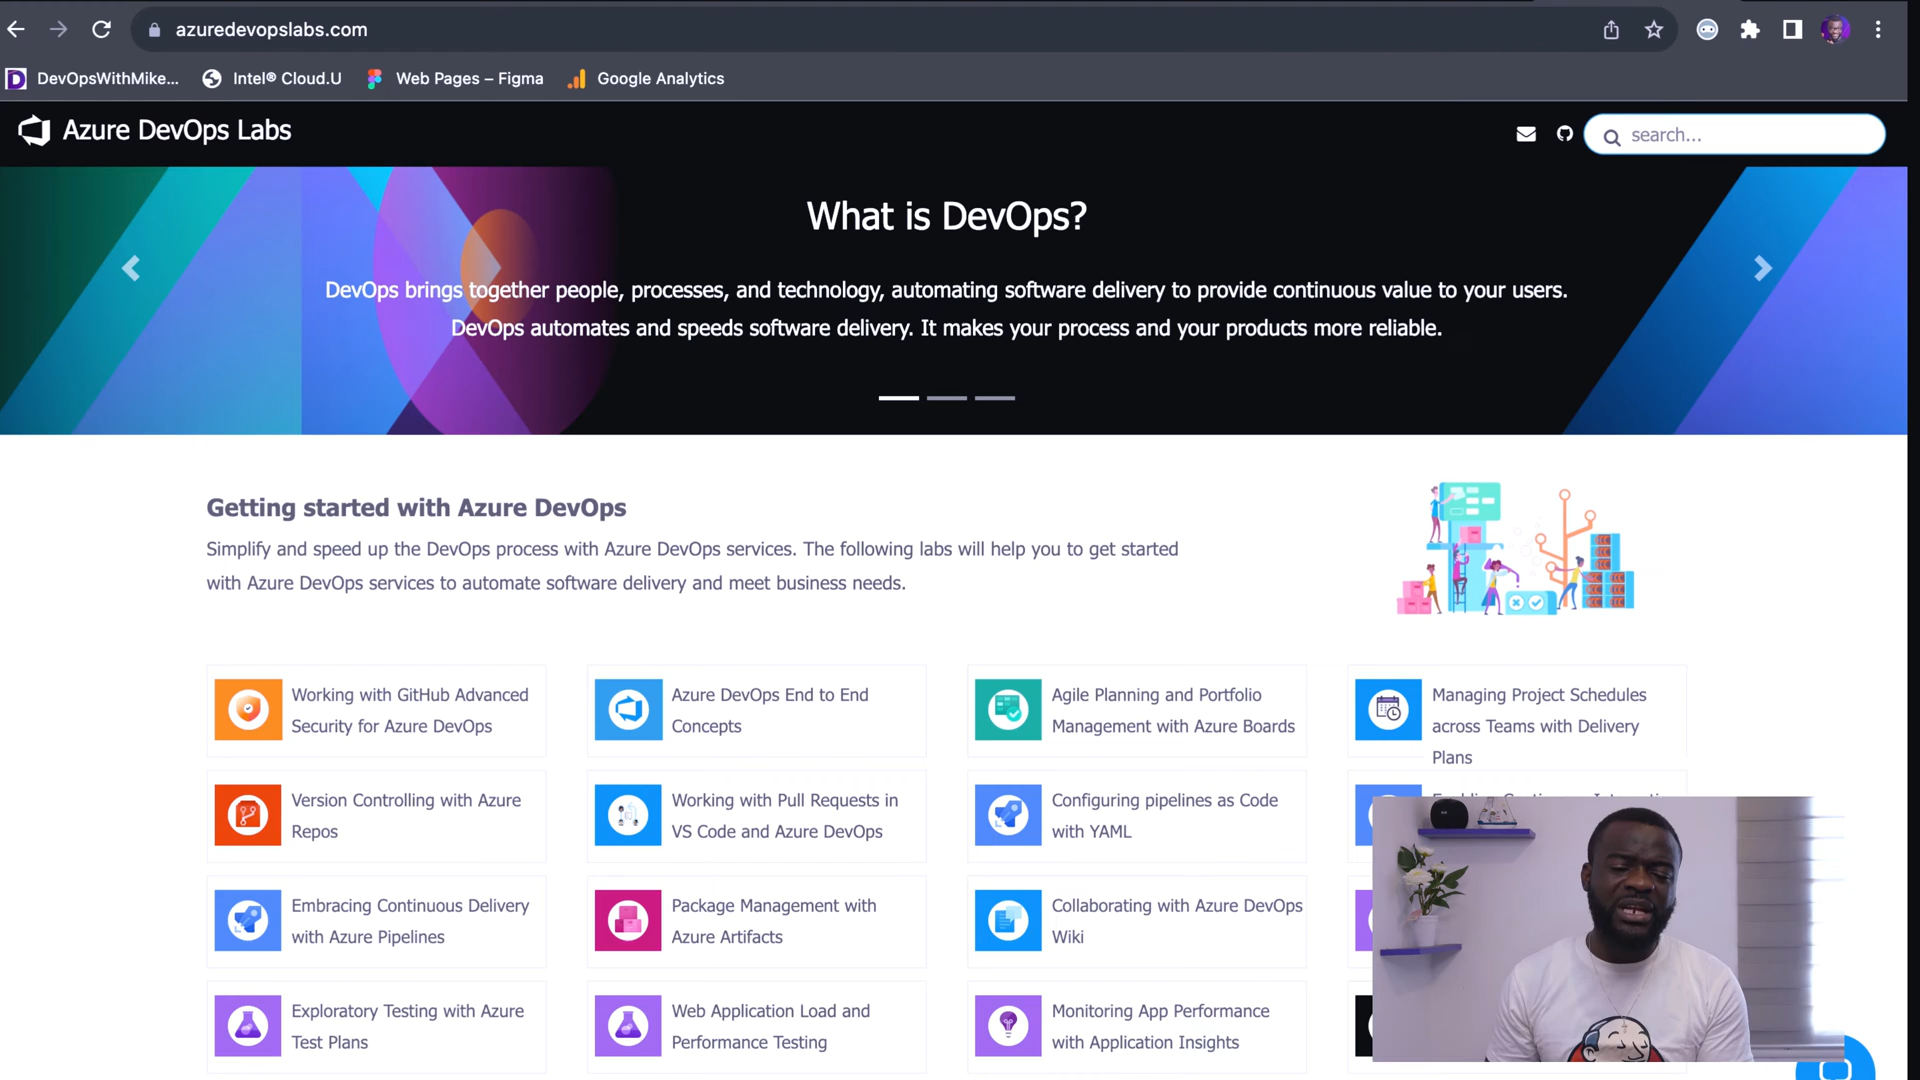 azuredevopslabs.com
DevOpsWithMike...
Intel® Cloud.U
Web Pages – Figma
Google Analytics
Azure DevOps Labs
search...
What is DevOps?
DevOps brings together people, processes, and technology, automating software delivery to provide continuous value to your users.
DevOps automates and speeds software delivery. It makes your process and your products more reliable.
Getting started with Azure DevOps
Simplify and speed up the DevOps process with Azure DevOps services. The following labs will help you to get started
with Azure DevOps services to automate software delivery and meet business needs.
Working with GitHub Advanced
Security for Azure DevOps
Azure DevOps End to End
Concepts
Agile Planning and Portfolio
Management with Azure Boards
Managing Project Schedules
across Teams with Delivery
Plans
Version Controlling with Azure
Repos
Working with Pull Requests in
VS Code and Azure DevOps
Configuring pipelines as Code
with YAML
Embracing Continuous Delivery
with Azure Pipelines
Package Management with
Azure Artifacts
Collaborating with Azure DevOps
Wiki
Exploratory Testing with Azure
Test Plans
Web Application Load and
Performance Testing
Monitoring App Performance
with Application Insights